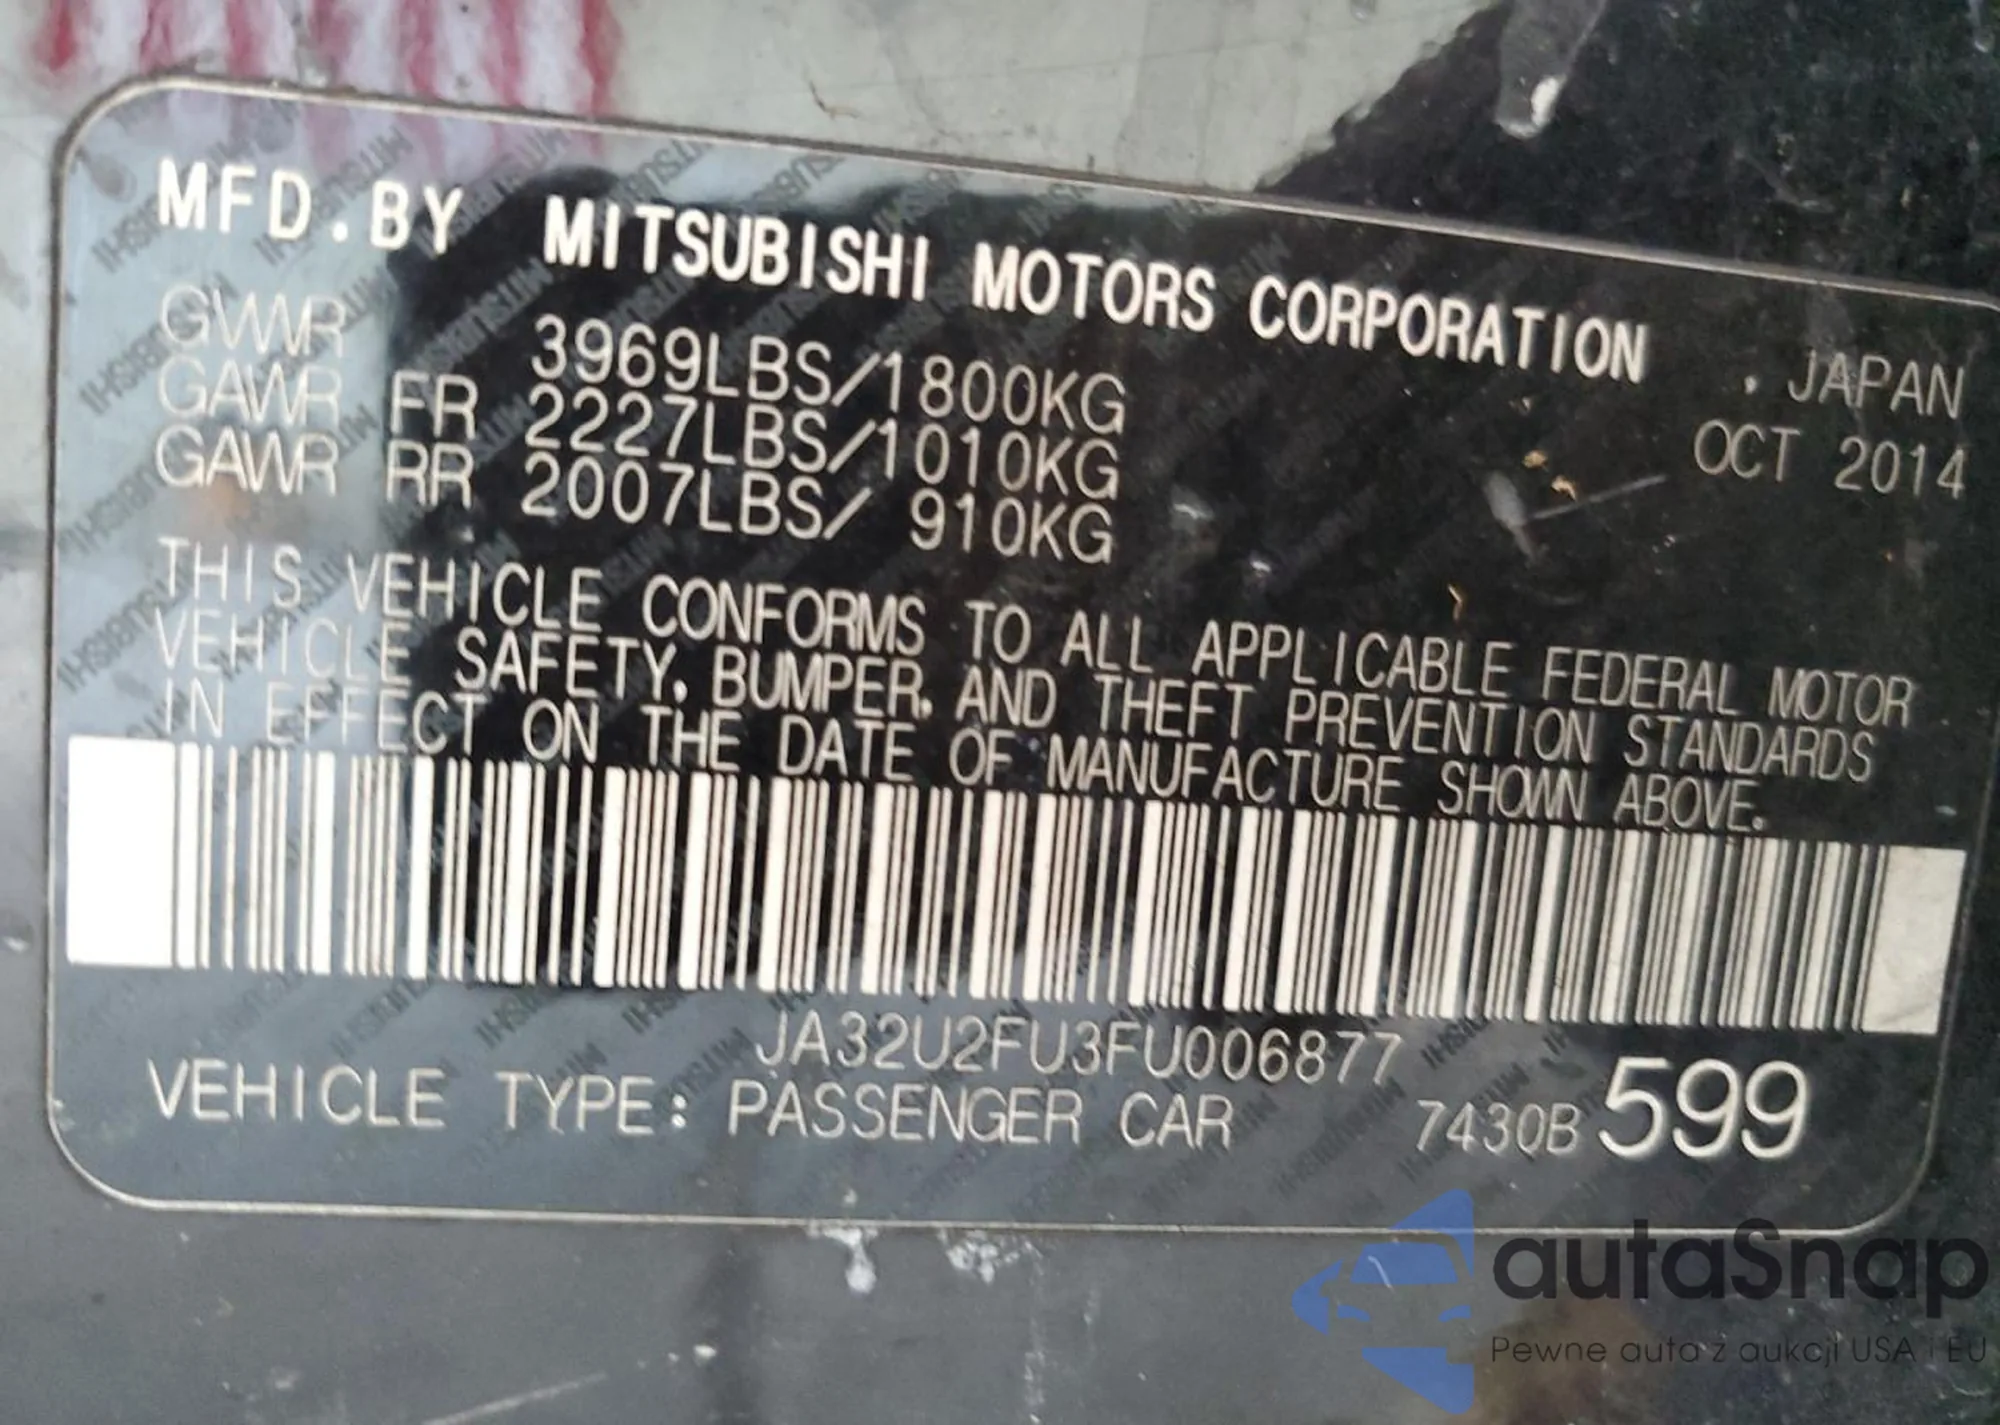 MFD.BY MITSUBISHI MOTORS CORPORATION
GVWR 3969LBS/1800KG . JAPAN
GAWR FR 2227LBS/1010KG OCT 2014
GAWR RR 2007LBS/ 910KG
THIS VEHICLE CONFORMS TO ALL APPLICABLE FEDERAL MOTOR
VEHICLE SAFETY, BUMPER, AND THEFT PREVENTION STANDARDS
IN EFFECT ON THE DATE OF MANUFACTURE SHOWN ABOVE.
JA32U2FU3FU006877
VEHICLE TYPE: PASSENGER CAR 7430B 599
autaSnap
Pewne auta z aukcji USA i EU